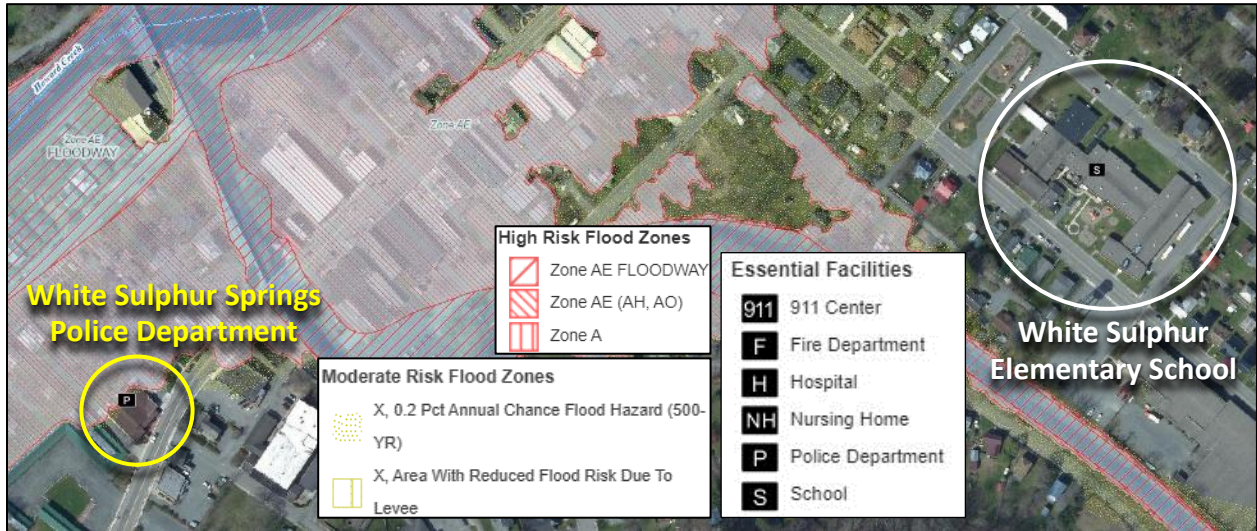 Howard Creek
Zone AE
FLOODWAY
Zone AE
S
White Sulphur Springs
Police Department
P
High Risk Flood Zones
Zone AE FLOODWAY
Zone AE (AH, AO)
Zone A
Moderate Risk Flood Zones
X, 0.2 Pct Annual Chance Flood Hazard (500-
YR)
X, Area With Reduced Flood Risk Due To
Levee
Essential Facilities
911 911 Center
F Fire Department
H Hospital
NH Nursing Home
P Police Department
S School
White Sulphur
Elementary School